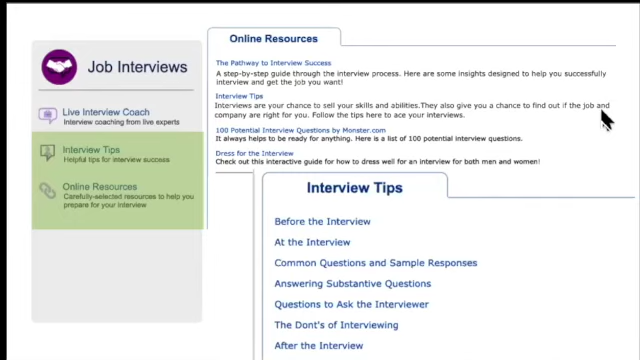 Job Interviews
Live Interview Coach
Interview coaching from live experts
Interview Tips
Helpful tips for interview success
Online Resources
Carefully-selected resources to help you
prepare for your interview
Online Resources
The Pathway to Interview Success
A step-by-step guide through the interview process. Here are some insights designed to help you successfully
interview and get the job you want!
Interview Tips
Interviews are your chance to sell your skills and abilities.They also give you a chance to find out if the job and
company are right for you. Follow the tips here to ace your interviews.
100 Potential Interview Questions by Monster.com
It always helps to be ready for anything. Here is a list of 100 potential interview questions.
Dress for the Interview
Check out this interactive guide for how to dress well for an interview for both men and women!
Interview Tips
Before the Interview
At the Interview
Common Questions and Sample Responses
Answering Substantive Questions
Questions to Ask the Interviewer
The Dont's of Interviewing
After the Interview